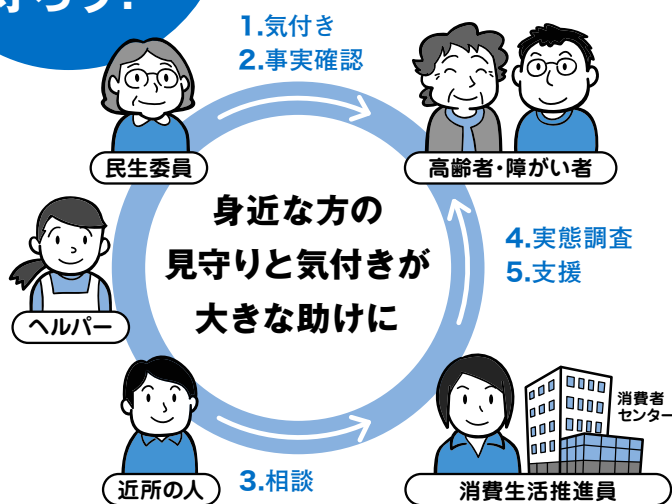 守ろう!
1.気付き
2.事実確認
民生委員
高齢者・障がい者
身近な方の
見守りと気付きが
大きな助けに
4.実態調査
5.支援
ヘルパー
消費者
センター
近所の人
3.相談
消費生活推進員